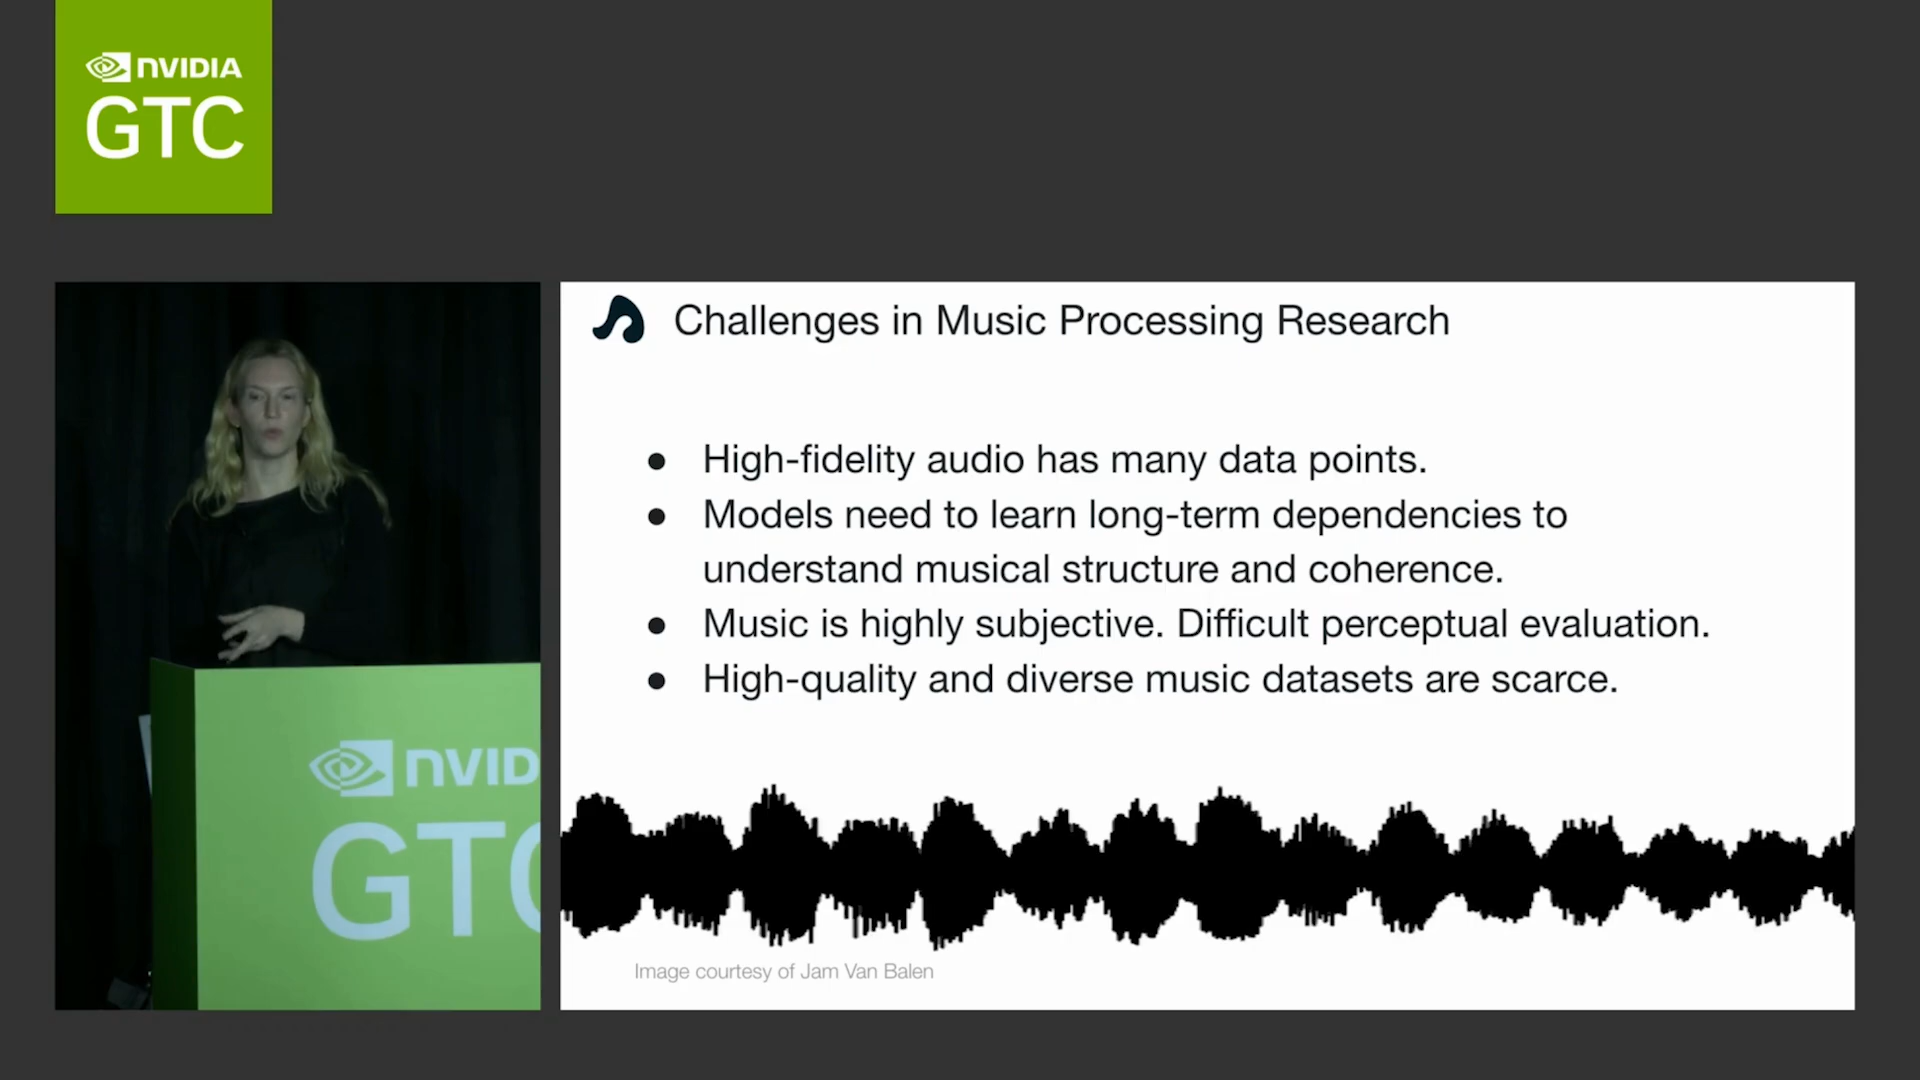 NVIDIA
GTC
Challenges in Music Processing Research
● High-fidelity audio has many data points.
● Models need to learn long-term dependencies to
understand musical structure and coherence.
● Music is highly subjective. Difficult perceptual evaluation.
● High-quality and diverse music datasets are scarce.
NVID
GTC
Image courtesy of Jam Van Balen